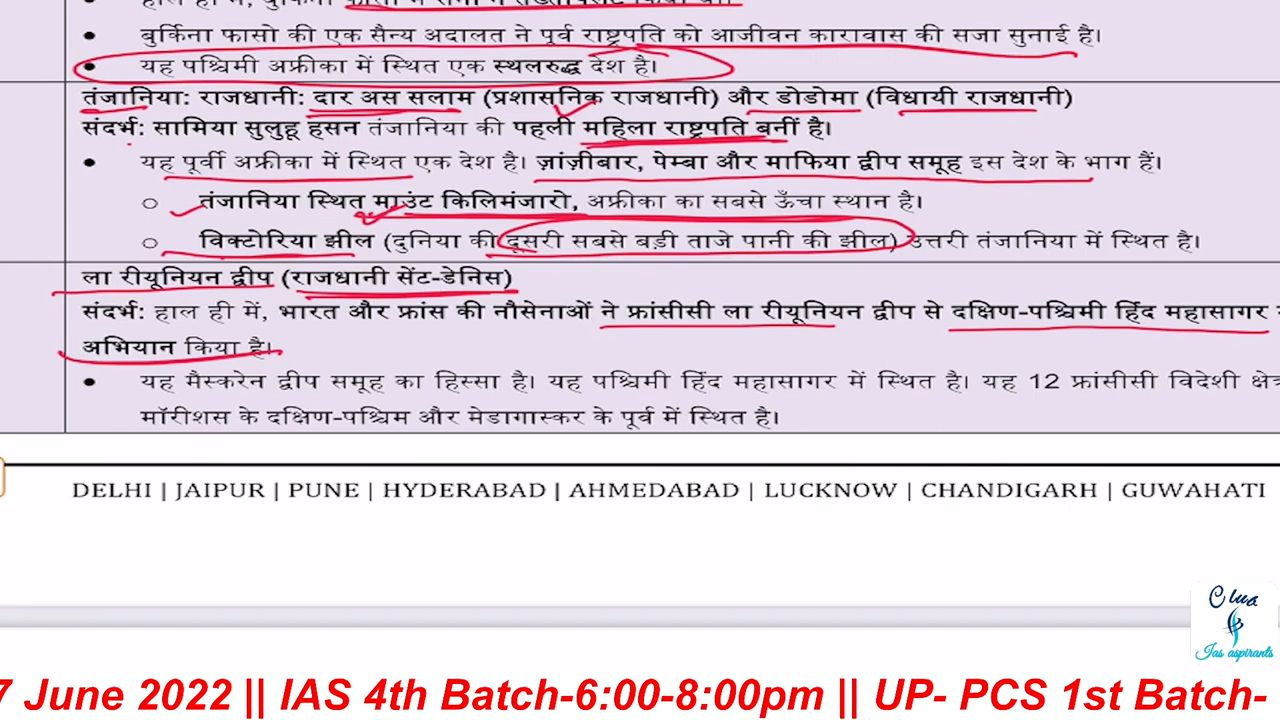 बुर्किना फासो की एक सैन्य अदालत ने पूर्व राष्ट्रपति को आजीवन कारावास की सजा सुनाई है।
यह पश्चिमी अफ्रीका में स्थित एक स्थलरुद्ध देश है।
तंजानिया: राजधानी: दार अस सलाम (प्रशासनिक राजधानी) और डोडोमा (विधायी राजधानी)
संदर्भ: सामिया सुलुहू हसन तंजानिया की पहली महिला राष्ट्रपति बनीं है।
यह पूर्वी अफ्रीका में स्थित एक देश है। ज़ांज़ीबार, पेम्बा और माफिया द्वीप समूह इस देश के भाग हैं।
तंजानिया स्थित माउंट किलिमंजारो, अफ्रीका का सबसे ऊँचा स्थान है।
विक्टोरिया झील (दुनिया की दूसरी सबसे बड़ी ताजे पानी की झील) उत्तरी तंजानिया में स्थित है।
ला रीयूनियन द्वीप (राजधानी सेंट-डेनिस)
संदर्भ: हाल ही में, भारत और फ्रांस की नौसेनाओं ने फ्रांसीसी ला रीयूनियन द्वीप से दक्षिण-पश्चिमी हिंद महासागर
अभियान किया है।
यह मैस्करेन द्वीप समूह का हिस्सा है। यह पश्चिमी हिंद महासागर में स्थित है। यह 12 फ्रांसीसी विदेशी
मॉरीशस के दक्षिण-पश्चिम और मेडागास्कर के पूर्व में स्थित है।
DELHI | JAIPUR | PUNE | HYDERABAD | AHMEDABAD | LUCKNOW | CHANDIGARH | GUWAHATI
Clue
Ias aspirants
7 June 2022 || IAS 4th Batch-6:00-8:00pm || UP- PCS 1st Batch-